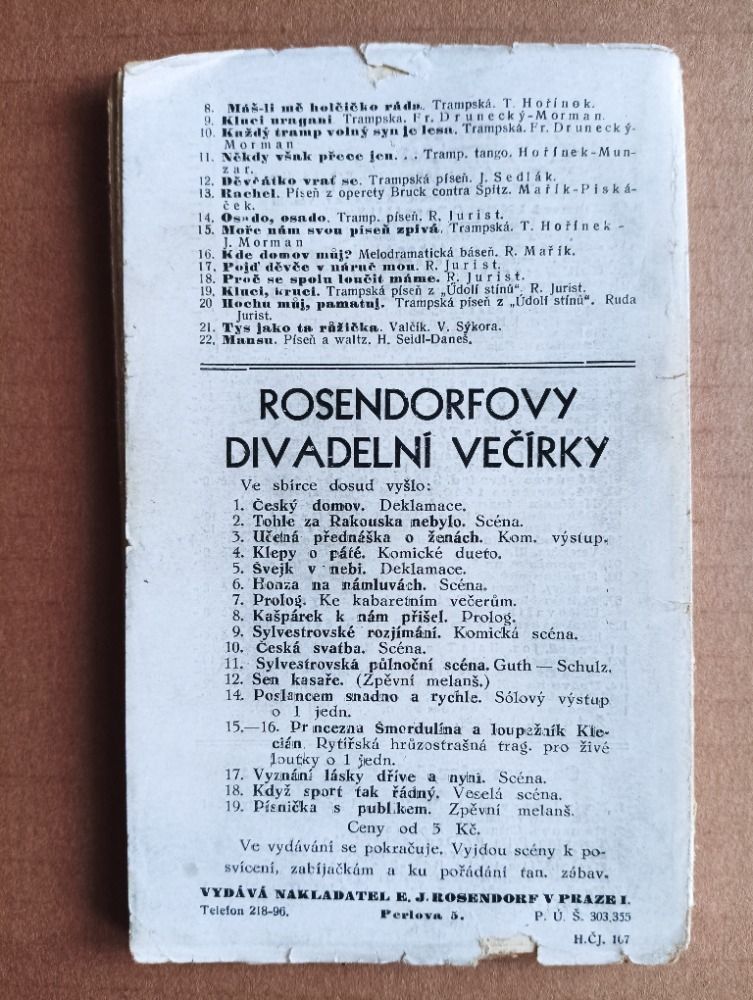 8. Máš-li mě holčičko ráda. Trampská. T. Hořínek.
9. Kluci uragani. Trampska. Fr. Drunecký-Morman.
10. Každý tramp volný syn je lesa. Trampská. Fr. Drunecký-
Morman
11. Někdy však přece jen... Tramp. tango. Hořínek-Mun-
zar.
12. Děvčátko vrať se. Trampská píseň. J. Sedlák.
13. Rachel. Píseň z operety Bruck contra Spitz. Mařík-Piská-
ček.
14. Osado, osado. Tramp. píseň. R. Jurist.
15. Moře nám svou píseň zpívá. Trampská. T. Hořínek -
J. Morman
16. Kde domov můj? Melodramatická báseň. R. Mařík.
17. Pojď děvče v náruč mou. R. Jurist.
18. Proč se spolu loučit máme. R. Jurist.
19. Kluci, kruci. Trampská píseň z „Údolí stínů". R. Jurist.
20 Hochu můj, pamatuj. Trampská píseň z „Údolí stínů". Ruda
Jurist.
21. Tys jako ta růžička. Valčík. V. Sýkora.
22. Mansu. Píseň a waltz. H. Seidl-Daneš.
ROSENDORFOVY
DIVADELNÍ VEČÍRKY
Ve sbírce dosud vyšlo:
1. Český domov. Deklamace.
2. Tohle za Rakouska nebylo. Scéna.
3. Učená přednáška o ženách. Kom. výstup.
4. Klepy o páté. Komické dueto.
5. Švejk v nebi. Deklamace.
6. Honza na námluvách. Scéna.
7. Prolog. Ke kabaretním večerům.
8. Kašpárek k nám přišel. Prolog.
9. Sylvestrovské rozjímání. Komická scéna.
10. Česká svatba. Scéna.
11. Sylvestrovská půlnoční scéna. Guth — Schulz.
12. Sen kasaře. (Zpěvní melanš.)
14. Poslancem snadno a rychle. Sólový výstup
o 1 jedn.
15.—16. Princezna Šmordulína a loupežník Kle-
cián. Rytířská hrůzostrašná trag. pro živé
loutky o 1 jedn.
17. Vyznání lásky dříve a nyní. Scéna.
18. Když sport tak řádný. Veselá scéna.
19. Písnička s publikem. Zpěvní melanš.
Ceny od 5 Kč.
Ve vydávání se pokračuje. Vyjdou scény k po-
svícení, zabíjačkám a ku pořádání tan. zábav.
VYDÁVÁ NAKLADATEL E. J. ROSENDORF V PRAZE I.
Telefon 218-96. Perlova 5. P. Ú. Š. 303,355
H.ČJ. 167